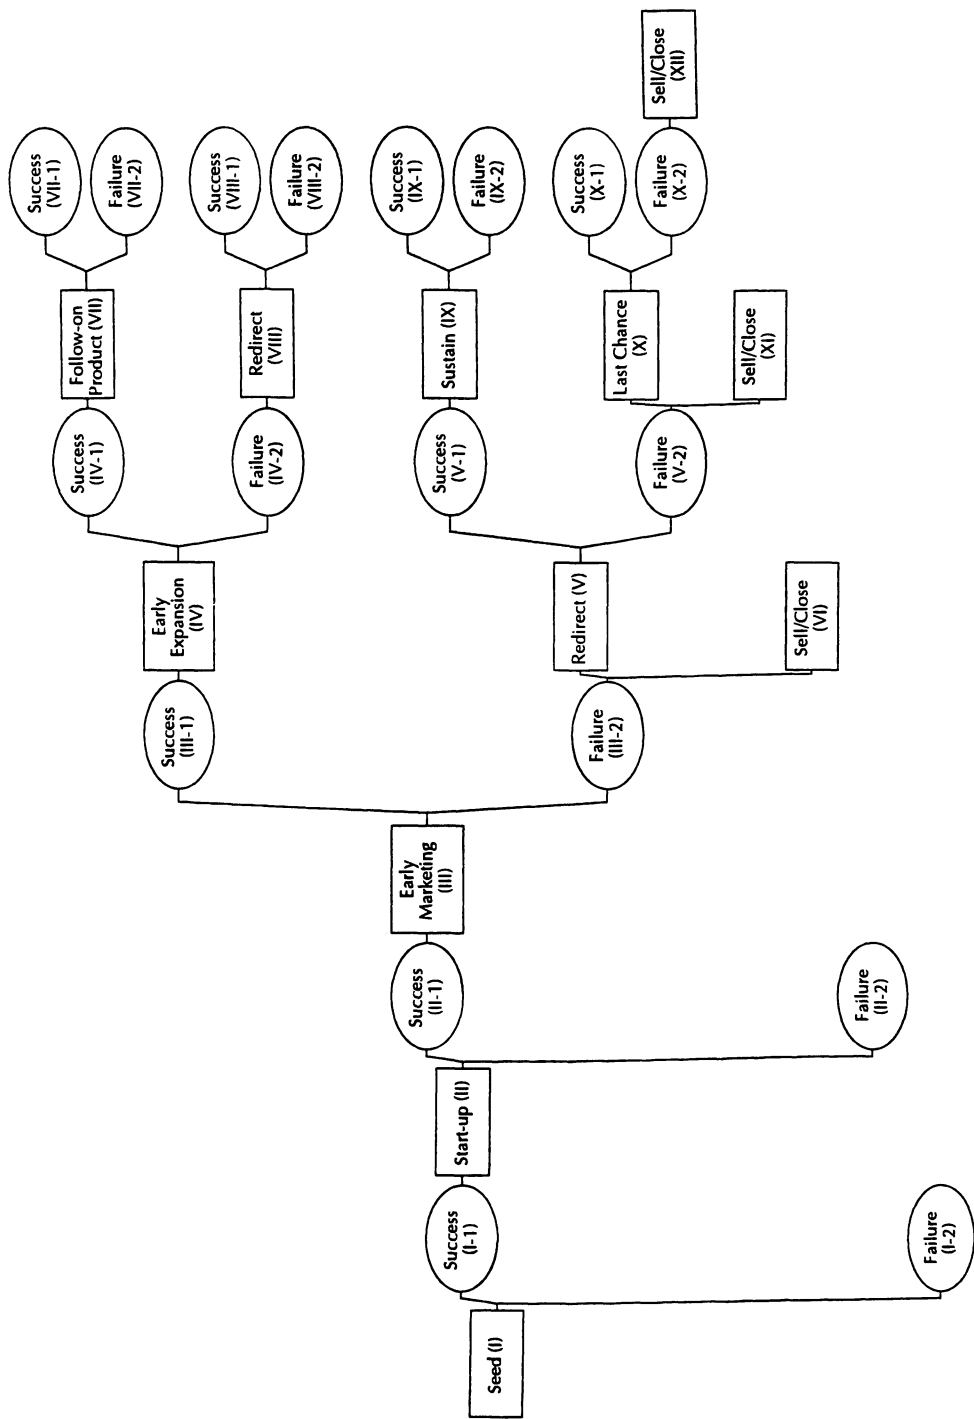 Seed (I)
Success
(I-1)
Failure
(I-2)
Start-up (II)
Success
(II-1)
Failure
(II-2)
Early
Marketing
(III)
Success
(III-1)
Failure
(III-2)
Early
Expansion
(IV)
Redirect (V)
Sell/Close
(VI)
Success
(IV-1)
Failure
(IV-2)
Success
(V-1)
Failure
(V-2)
Follow-on
Product (VII)
Redirect
(VIII)
Sustain (IX)
Last Chance
(X)
Sell/Close
(XI)
Success
(VII-1)
Failure
(VII-2)
Success
(VIII-1)
Failure
(VIII-2)
Success
(IX-1)
Failure
(IX-2)
Success
(X-1)
Failure
(X-2)
Sell/Close
(XII)